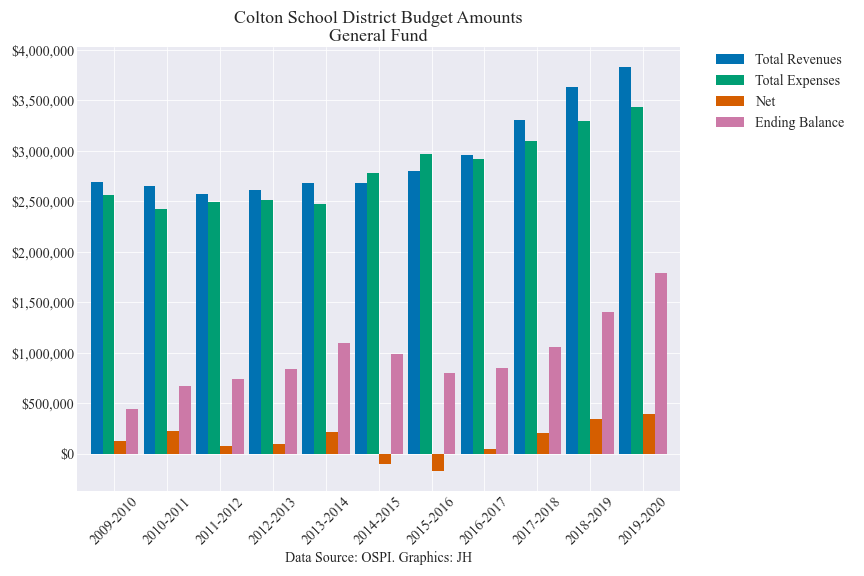 Colton School District Budget Amounts
General Fund
$4,000,000
$3,500,000
$3,000,000
$2,500,000
$2,000,000
$1,500,000
$1,000,000
$500,000
$0
Total Revenues
Total Expenses
Net
Ending Balance
2009-2010
2010-2011
2011-2012
2012-2013
2013-2014
2014-2015
2015-2016
2016-2017
2017-2018
2018-2019
2019-2020
Data Source: OSPI. Graphics: JH